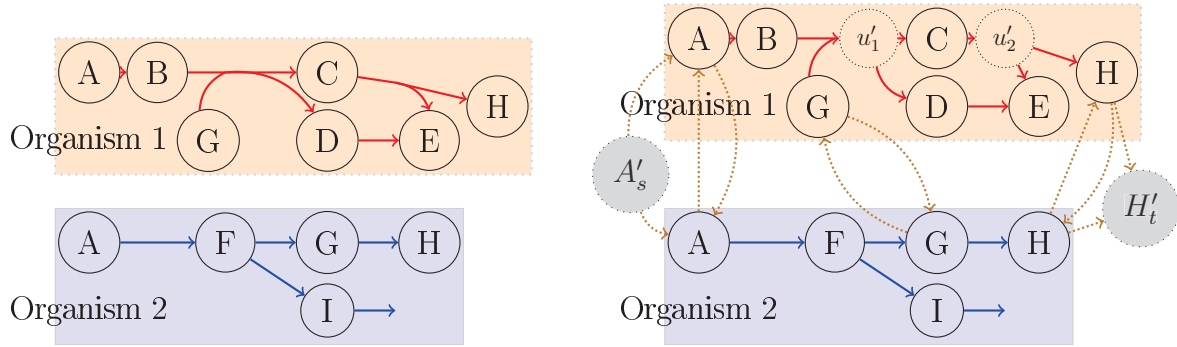 A B C H
Organism 1 G D E
A F G H
Organism 2 I
A B u′₁ C u′₂ H
Organism 1 G D E
A′ₛ
H′ₜ
A F G H
Organism 2 I